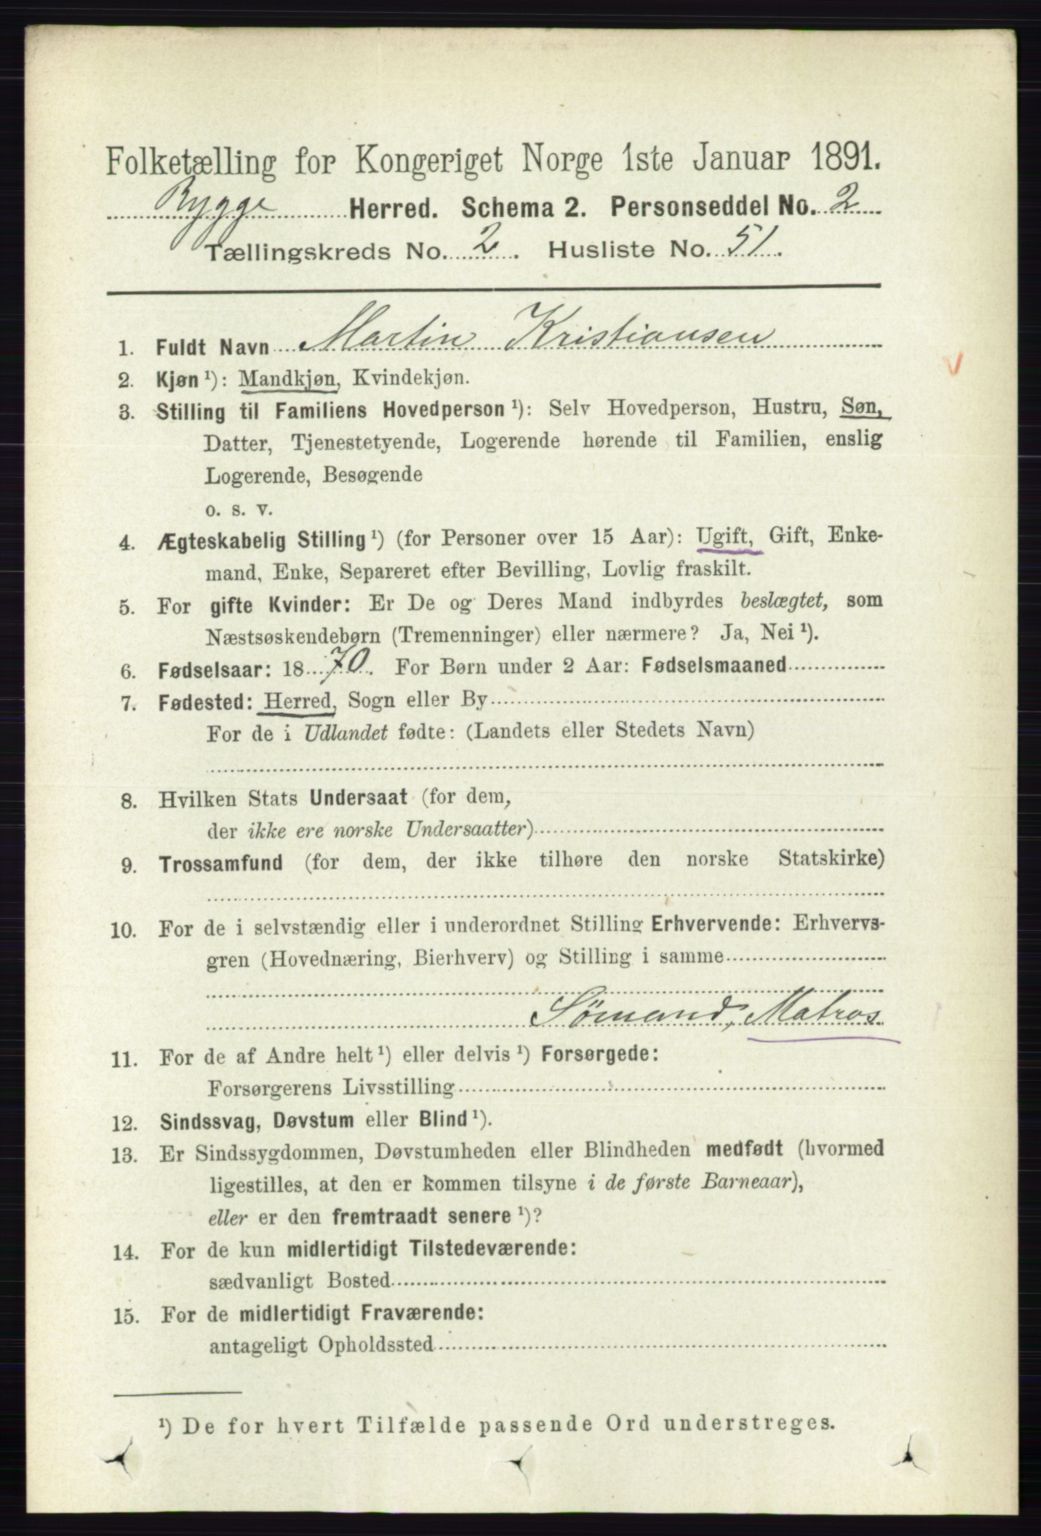 Folketælling for Kongeriget Norge 1ste Januar 1891.
Rygge Herred. Schema 2. Personseddel No. 2
Tællingskreds No. 2. Husliste No. 51.
1. Fuldt Navn Martin Kristiansen
2. Kjøn ¹): Mandkjøn, Kvindekjøn.
3. Stilling til Familiens Hovedperson ¹): Selv Hovedperson, Hustru, Søn,
Datter, Tjenestetyende, Logerende hørende til Familien, enslig
Logerende, Besøgende
o. s. v.
4. Ægteskabelig Stilling ¹) (for Personer over 15 Aar): Ugift, Gift, Enke-
mand, Enke, Separeret efter Bevilling, Lovlig fraskilt.
5. For gifte Kvinder: Er De og Deres Mand indbyrdes beslægtet, som
Næstsøskendebørn (Tremenninger) eller nærmere? Ja, Nei ¹).
6. Fødselsaar: 1870. For Børn under 2 Aar: Fødselsmaaned
7. Fødested: Herred, Sogn eller By
For de i Udlandet fødte: (Landets eller Stedets Navn)
8. Hvilken Stats Undersaat (for dem,
der ikke ere norske Undersaatter)
9. Trossamfund (for dem, der ikke tilhøre den norske Statskirke)
10. For de i selvstændig eller i underordnet Stilling Erhvervende: Erhvervs-
gren (Hovednæring, Bierhverv) og Stilling i samme
Sømand, Matros
11. For de af Andre helt ¹) eller delvis ¹) Forsørgede:
Forsørgerens Livsstilling
12. Sindssvag, Døvstum eller Blind ¹).
13. Er Sindssygdommen, Døvstumheden eller Blindheden medfødt (hvormed
ligestilles, at den er kommen tilsyne i de første Barneaar),
eller er den fremtraadt senere ¹)?
14. For de kun midlertidigt Tilstedeværende:
sædvanligt Bosted
15. For de midlertidigt Fraværende:
antageligt Opholdssted
¹) De for hvert Tilfælde passende Ord understreges.